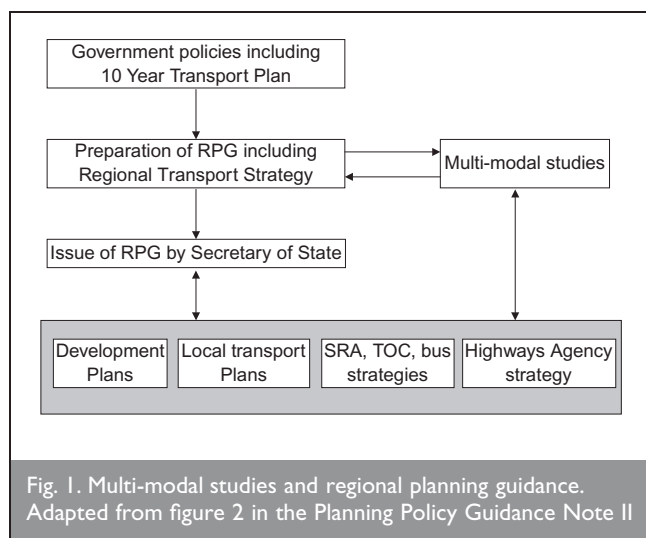 Government policies including
10 Year Transport Plan
Preparation of RPG including
Regional Transport Strategy
Multi-modal studies
Issue of RPG by Secretary of State
Development
Plans
Local transport
Plans
SRA, TOC, bus
strategies
Highways Agency
strategy
Fig. 1. Multi-modal studies and regional planning guidance.
Adapted from figure 2 in the Planning Policy Guidance Note II